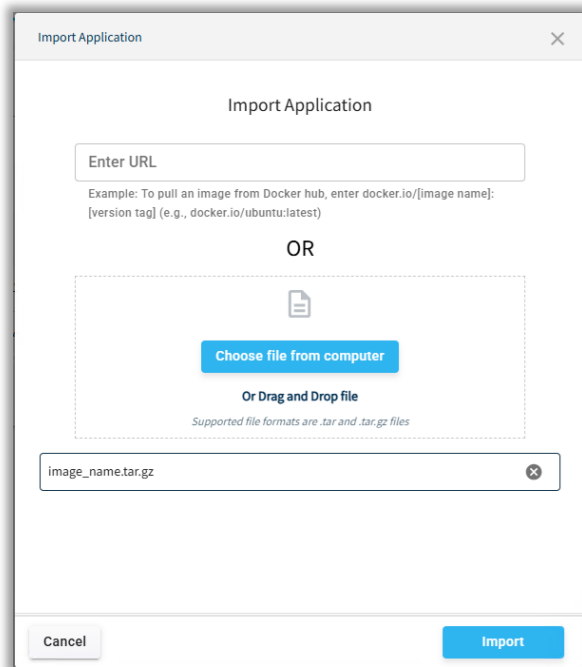 Import Application
Import Application
Enter URL
Example: To pull an image from Docker hub, enter docker.io/[image name]:
[version tag] (e.g., docker.io/ubuntu:latest)
OR
Choose file from computer
Or Drag and Drop file
Supported file formats are .tar and .tar.gz files
image_name.tar.gz
Cancel
Import